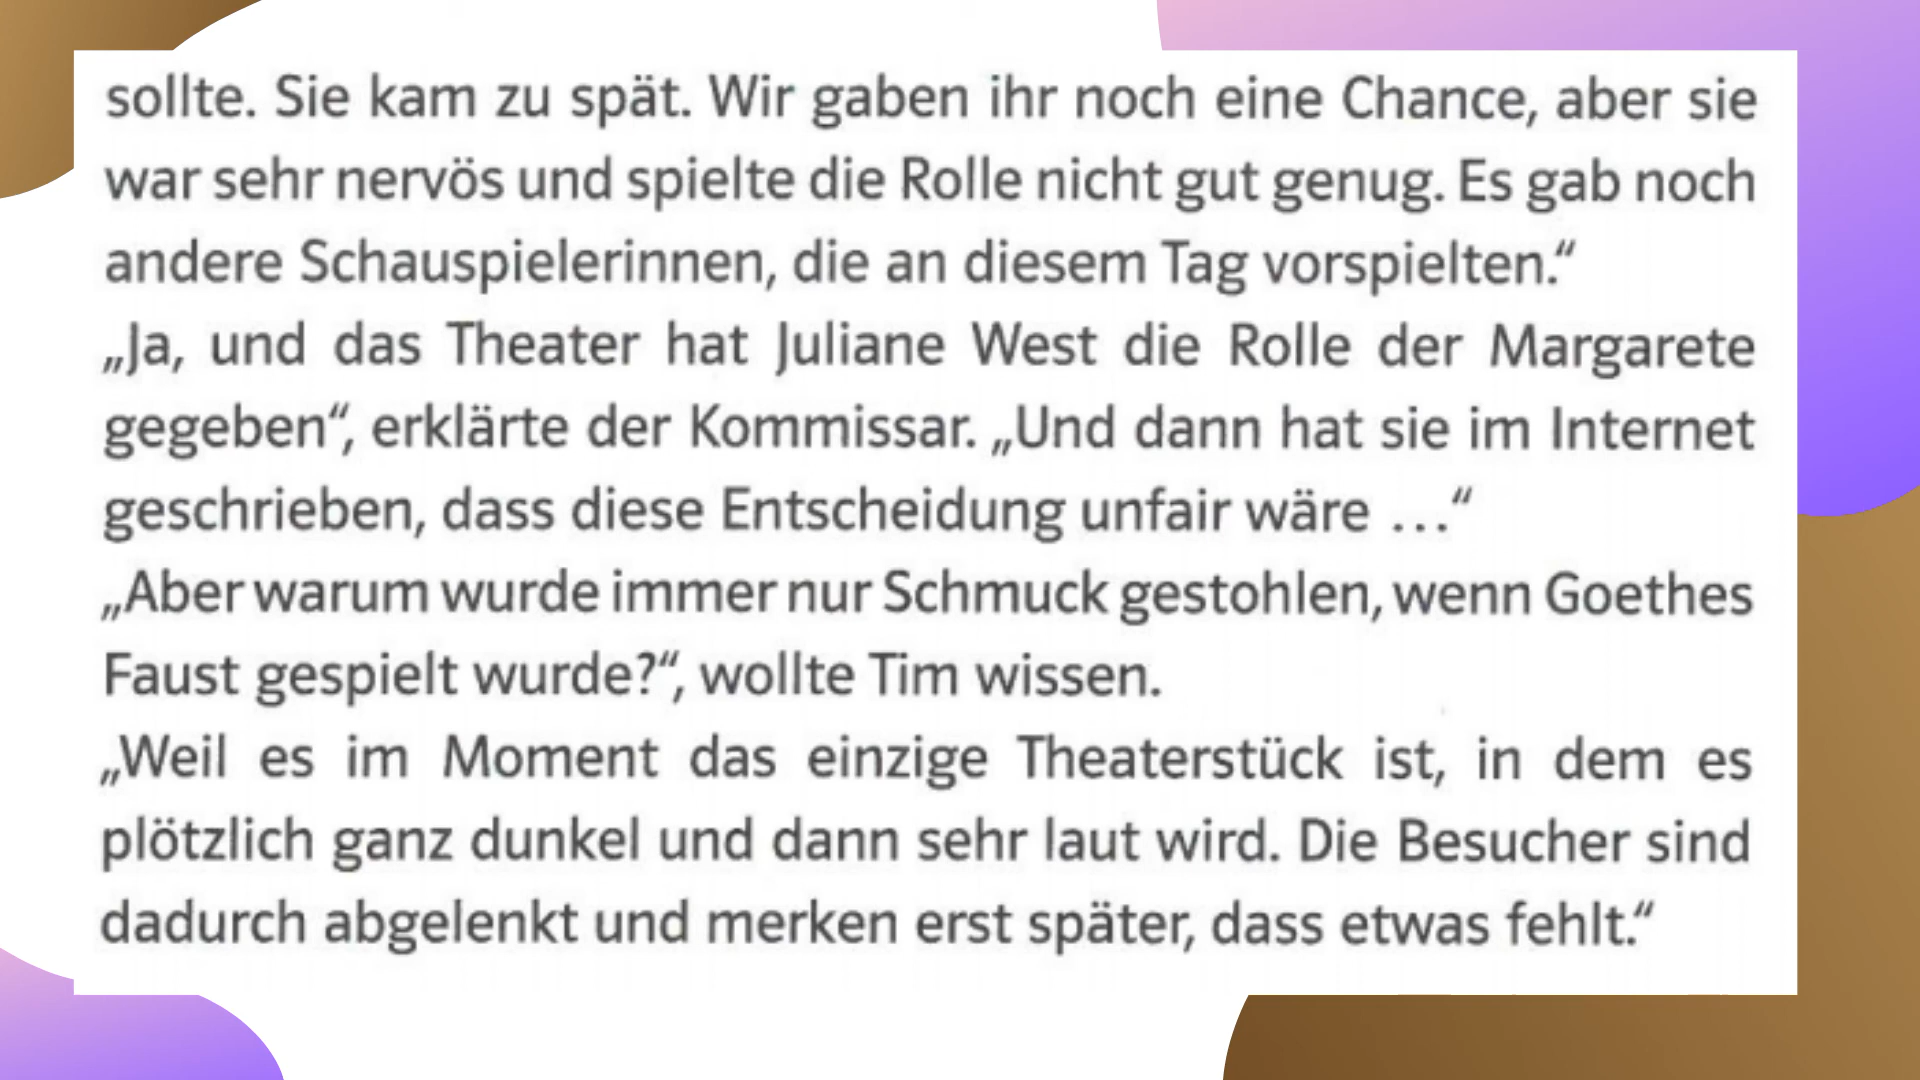 sollte. Sie kam zu spät. Wir gaben ihr noch eine Chance, aber sie
war sehr nervös und spielte die Rolle nicht gut genug. Es gab noch
andere Schauspielerinnen, die an diesem Tag vorspielten.“
„Ja, und das Theater hat Juliane West die Rolle der Margarete
gegeben“, erklärte der Kommissar. „Und dann hat sie im Internet
geschrieben, dass diese Entscheidung unfair wäre …“
„Aber warum wurde immer nur Schmuck gestohlen, wenn Goethes
Faust gespielt wurde?“, wollte Tim wissen.
„Weil es im Moment das einzige Theaterstück ist, in dem es
plötzlich ganz dunkel und dann sehr laut wird. Die Besucher sind
dadurch abgelenkt und merken erst später, dass etwas fehlt.“